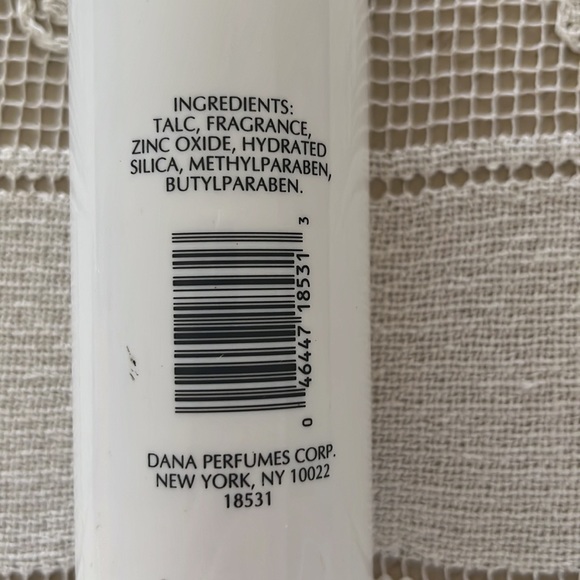 INGREDIENTS:
TALC, FRAGRANCE,
ZINC OXIDE, HYDRATED
SILICA, METHYLPARABEN,
BUTYLPARABEN.
0 46447 18531 3
DANA PERFUMES CORP.
NEW YORK, NY 10022
18531